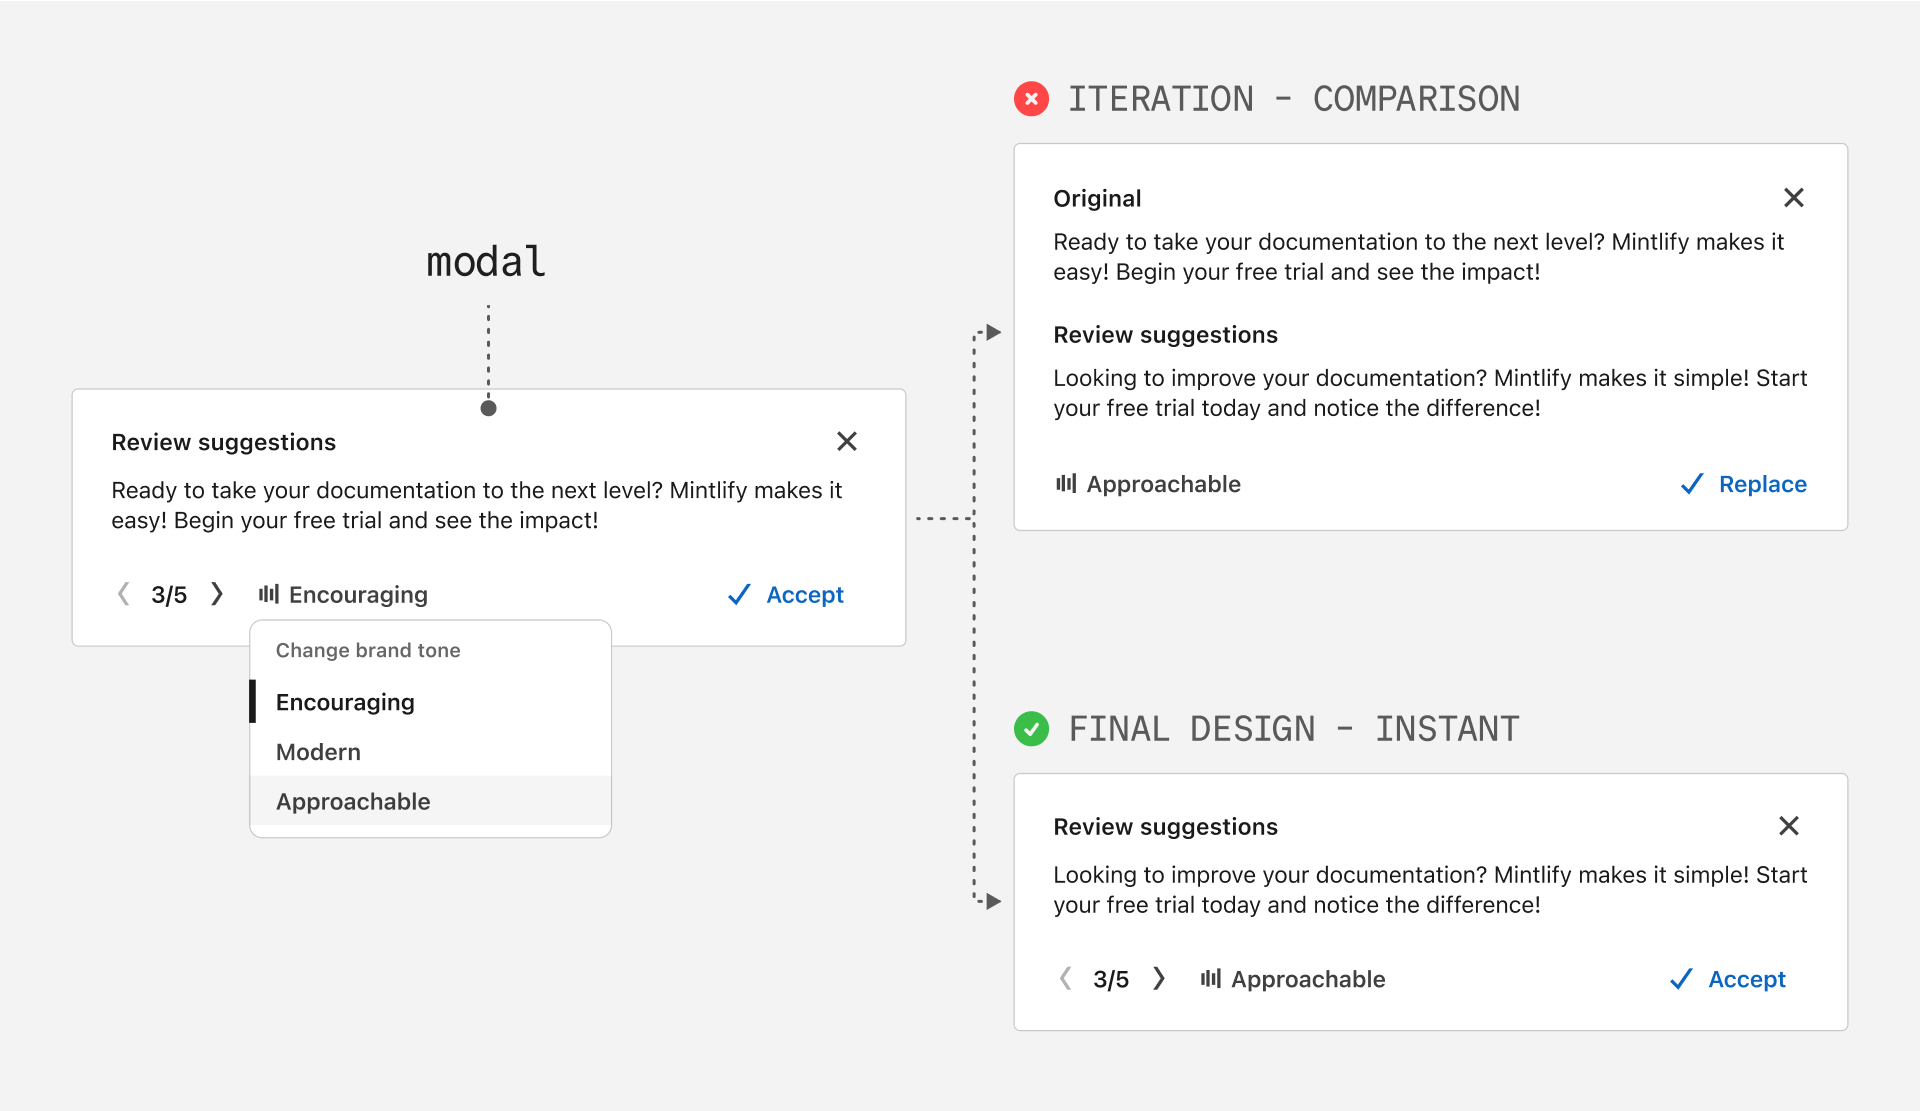 modal
Review suggestions
Ready to take your documentation to the next level? Mintlify makes it
easy! Begin your free trial and see the impact!
3/5
Encouraging
Accept
Change brand tone
Encouraging
Modern
Approachable
ITERATION - COMPARISON
Original
Ready to take your documentation to the next level? Mintlify makes it
easy! Begin your free trial and see the impact!
Review suggestions
Looking to improve your documentation? Mintlify makes it simple! Start
your free trial today and notice the difference!
Approachable
Replace
FINAL DESIGN - INSTANT
Review suggestions
Looking to improve your documentation? Mintlify makes it simple! Start
your free trial today and notice the difference!
3/5
Approachable
Accept